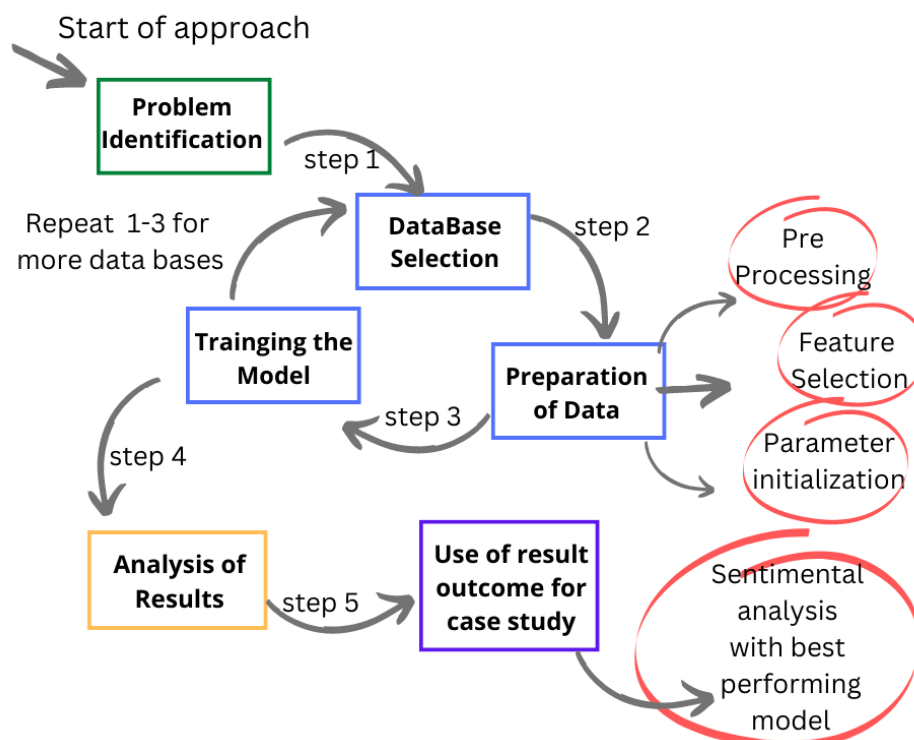 Start of approach
Problem
Identification
step 1
Repeat 1-3 for
more data bases
DataBase
Selection
step 2
Pre
Processing
Trainging the
Model
Preparation
of Data
Feature
Selection
step 3
Parameter
initialization
step 4
Analysis of
Results
step 5
Use of result
outcome for
case study
Sentimental
analysis
with best
performing
model